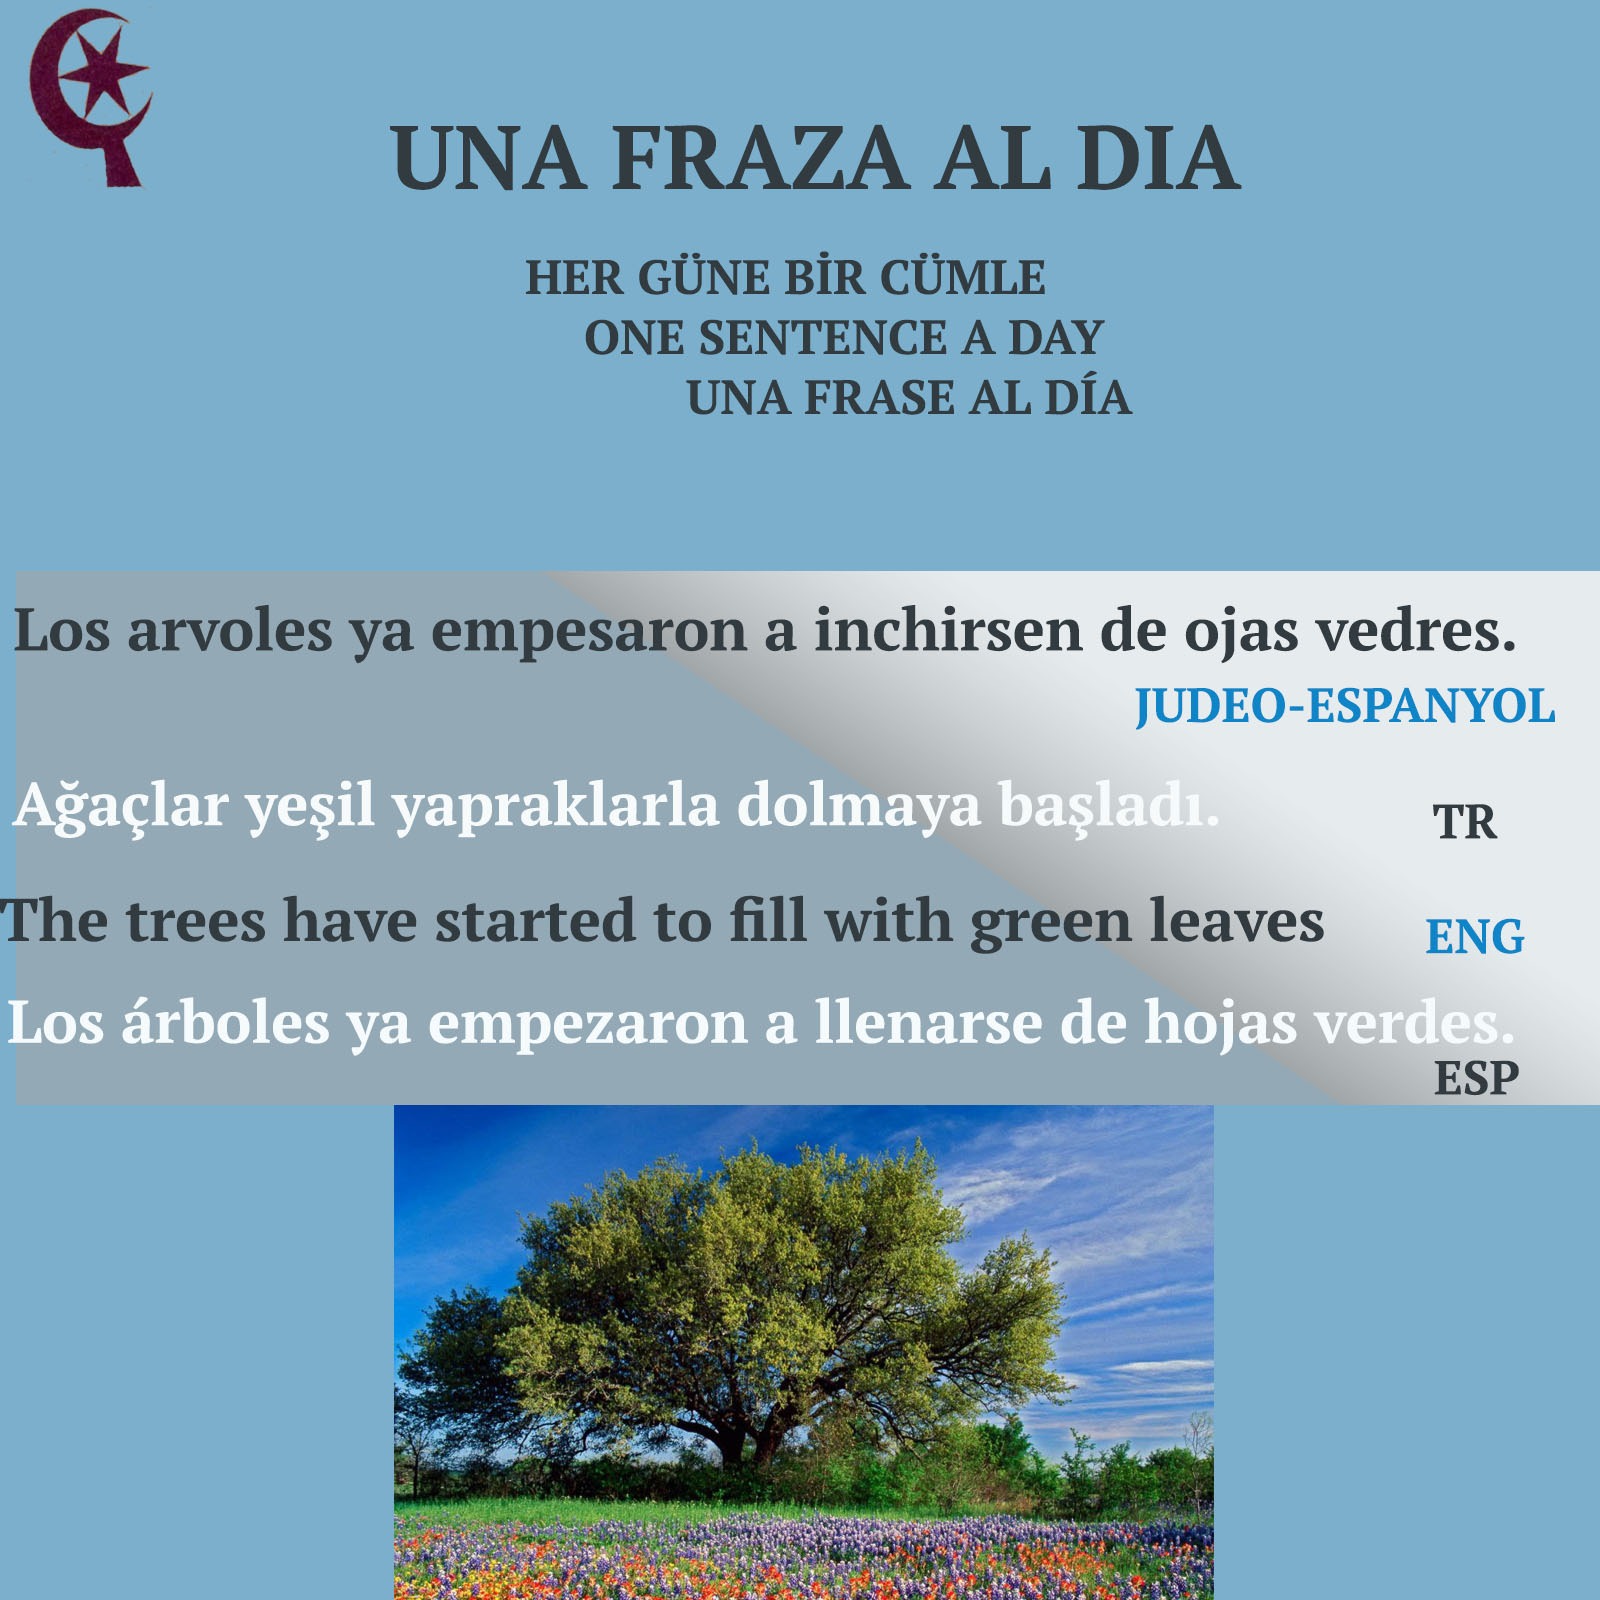 UNA FRAZA AL DIA
HER GÜNE BİR CÜMLE
ONE SENTENCE A DAY
UNA FRASE AL DÍA
Los arvoles ya empesaron a inchirsen de ojas vedres.
JUDEO-ESPANYOL
Ağaçlar yeşil yapraklarla dolmaya başladı.
TR
The trees have started to fill with green leaves
ENG
Los árboles ya empezaron a llenarse de hojas verdes.
ESP